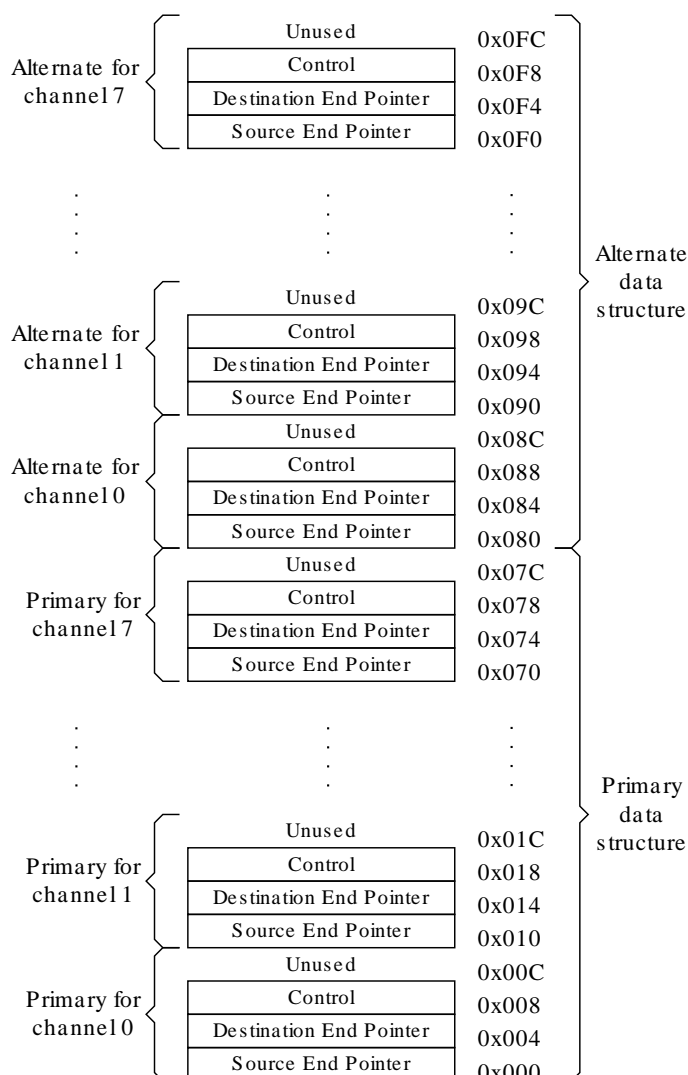 Unused 0x0FC
Alternate for
channel 7
Control 0x0F8
Destination End Pointer 0x0F4
Source End Pointer 0x0F0
Alternate
data
structure
Unused 0x09C
Alternate for
channel 1
Control 0x098
Destination End Pointer 0x094
Source End Pointer 0x090
Unused 0x08C
Alternate for
channel 0
Control 0x088
Destination End Pointer 0x084
Source End Pointer 0x080
Unused 0x07C
Primary for
channel 7
Control 0x078
Destination End Pointer 0x074
Source End Pointer 0x070
Primary
data
structure
Unused 0x01C
Primary for
channel 1
Control 0x018
Destination End Pointer 0x014
Source End Pointer 0x010
Unused 0x00C
Primary for
channel 0
Control 0x008
Destination End Pointer 0x004
Source End Pointer 0x000